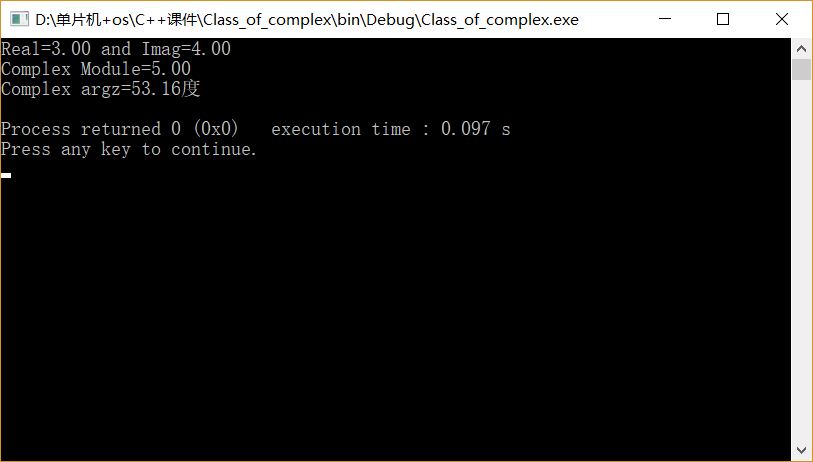 D:\单片机+os\C++课件\Class_of_complex\bin\Debug\Class_of_complex.exe
Real=3.00 and Imag=4.00
Complex Module=5.00
Complex argz=53.16度
Process returned 0 (0x0)   execution time : 0.097 s
Press any key to continue.